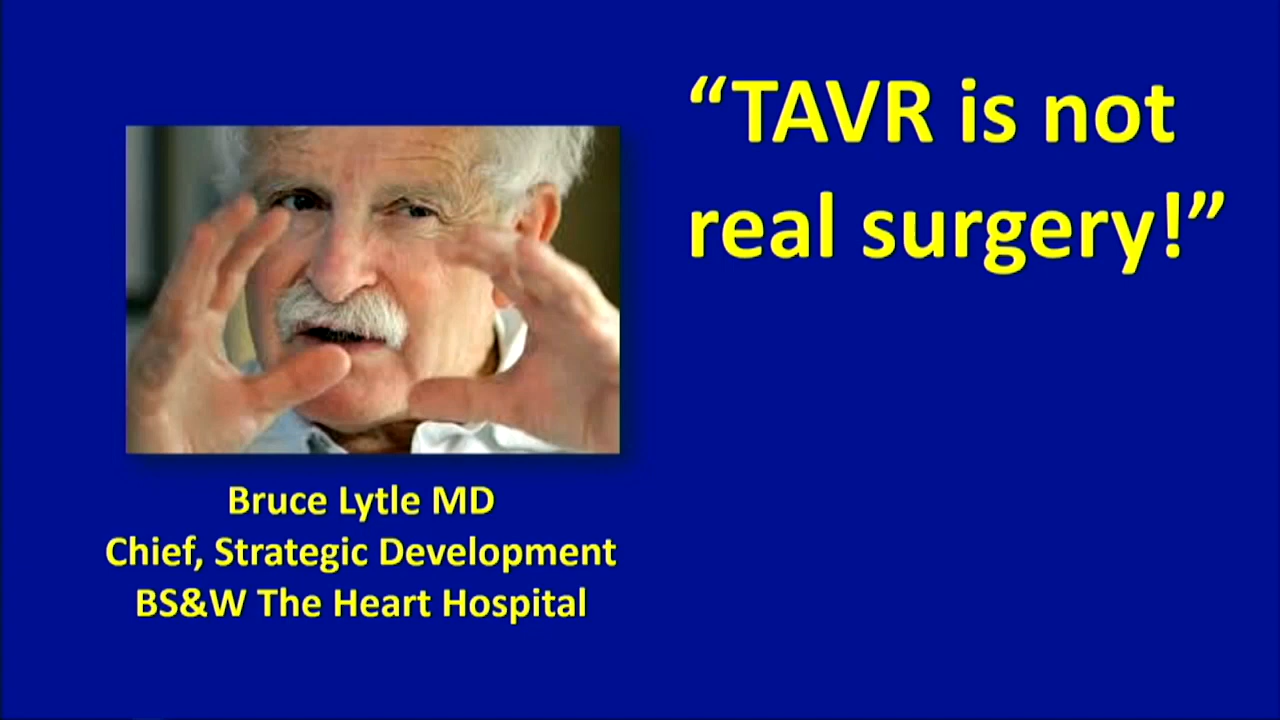 “TAVR is not
real surgery!”
Bruce Lytle MD
Chief, Strategic Development
BS&W The Heart Hospital